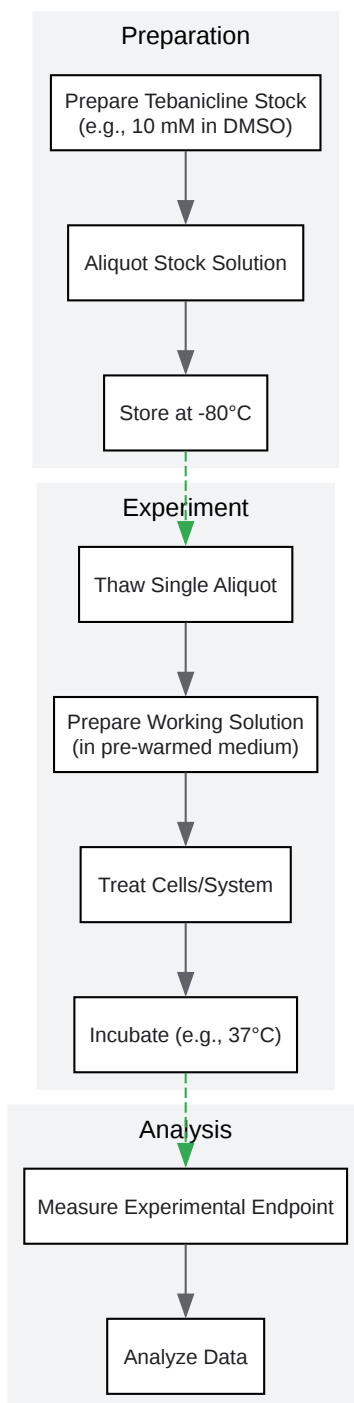 Preparation
Prepare Tebanicline Stock
(e.g., 10 mM in DMSO)
Aliquot Stock Solution
Store at -80°C
Experiment
Thaw Single Aliquot
Prepare Working Solution
(in pre-warmed medium)
Treat Cells/System
Incubate (e.g., 37°C)
Analysis
Measure Experimental Endpoint
Analyze Data